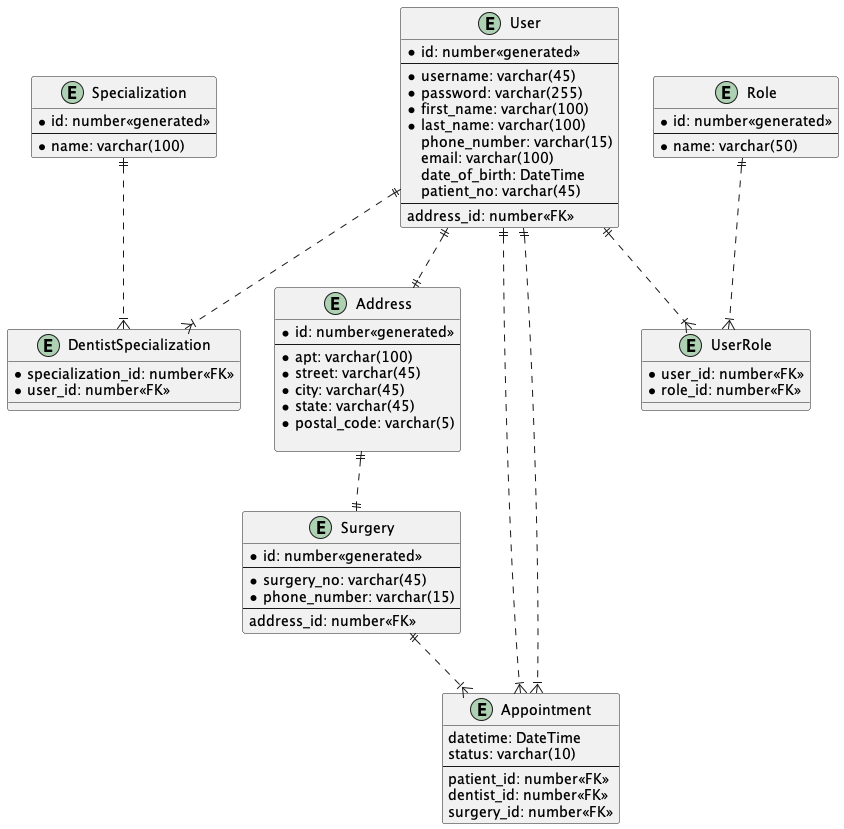 E User
* id: number«generated»
* username: varchar(45)
* password: varchar(255)
* first_name: varchar(100)
* last_name: varchar(100)
phone_number: varchar(15)
email: varchar(100)
date_of_birth: DateTime
patient_no: varchar(45)
address_id: number«FK»
E Specialization
* id: number«generated»
* name: varchar(100)
E Role
* id: number«generated»
* name: varchar(50)
E DentistSpecialization
* specialization_id: number«FK»
* user_id: number«FK»
E Address
* id: number«generated»
* apt: varchar(100)
* street: varchar(45)
* city: varchar(45)
* state: varchar(45)
* postal_code: varchar(5)
E UserRole
* user_id: number«FK»
* role_id: number«FK»
E Surgery
* id: number«generated»
* surgery_no: varchar(45)
* phone_number: varchar(15)
address_id: number«FK»
E Appointment
datetime: DateTime
status: varchar(10)
patient_id: number«FK»
dentist_id: number«FK»
surgery_id: number«FK»